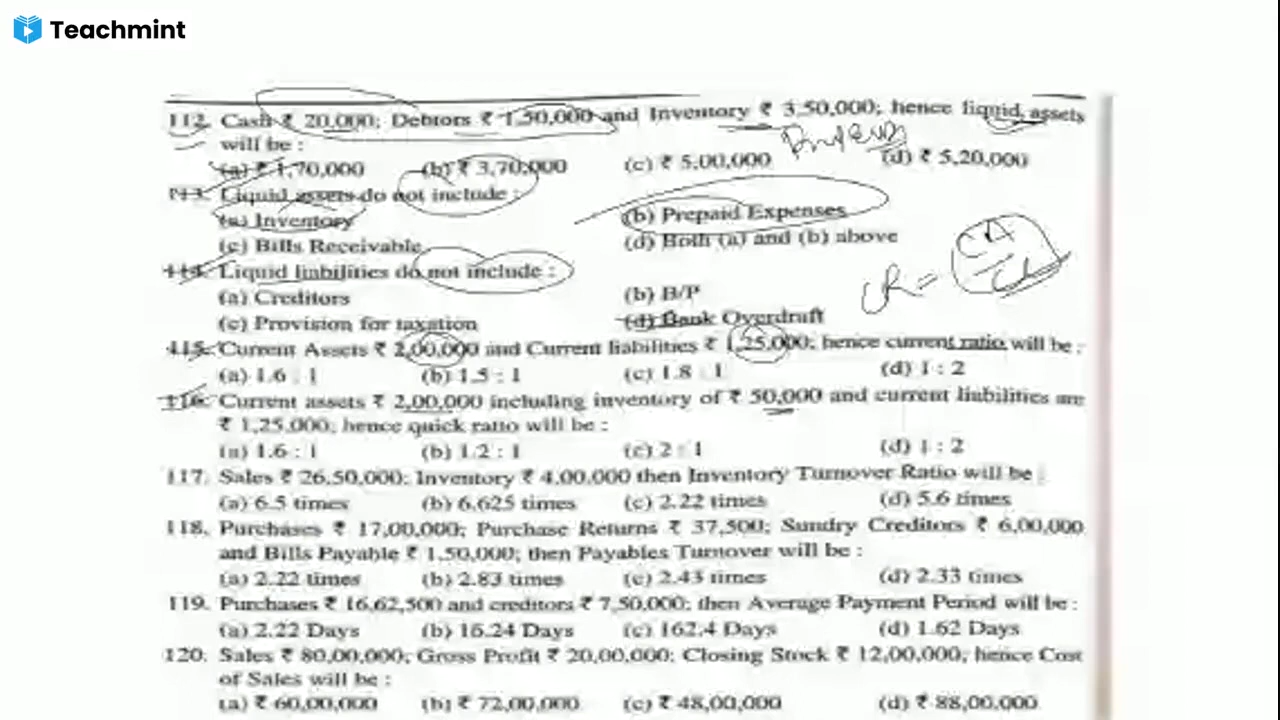 Teachmint
112. Cash ₹ 20,000; Debtors ₹ 1,50,000 and Inventory ₹ 3,50,000; hence liquid assets
will be :
(a) ₹ 1,70,000 (b) ₹ 3,70,000 (c) ₹ 5,00,000 (d) ₹ 5,20,000
113. Liquid assets do not include :
(a) Inventory (b) Prepaid Expenses
(c) Bills Receivable (d) Both (a) and (b) above
CA
114. Liquid liabilities do not include :
CR = CL
(a) Creditors (b) B/P
(c) Provision for taxation (d) Bank Overdraft
115. Current Assets ₹ 2,00,000 and Current liabilities ₹ 1,25,000; hence current ratio will be :
(a) 1.6 : 1 (b) 1.5 : 1 (c) 1.8 : 1 (d) 1 : 2
116. Current assets ₹ 2,00,000 including inventory of ₹ 50,000 and current liabilities are
₹ 1,25,000; hence quick ratio will be :
(a) 1.6 : 1 (b) 1.2 : 1 (c) 2 : 1 (d) 1 : 2
117. Sales ₹ 26,50,000; Inventory ₹ 4,00,000 then Inventory Turnover Ratio will be :
(a) 6.5 times (b) 6.625 times (c) 2.22 times (d) 5.6 times
118. Purchases ₹ 17,00,000; Purchase Returns ₹ 37,500; Sundry Creditors ₹ 6,00,000
and Bills Payable ₹ 1,50,000; then Payables Turnover will be :
(a) 2.22 times (b) 2.83 times (c) 2.43 times (d) 2.33 times
119. Purchases ₹ 16,62,500 and creditors ₹ 7,50,000; then Average Payment Period will be :
(a) 2.22 Days (b) 16.24 Days (c) 162.4 Days (d) 1.62 Days
120. Sales ₹ 80,00,000; Gross Profit ₹ 20,00,000; Closing Stock ₹ 12,00,000; hence Cost
of Sales will be :
(a) ₹ 60,00,000 (b) ₹ 72,00,000 (c) ₹ 48,00,000 (d) ₹ 88,00,000